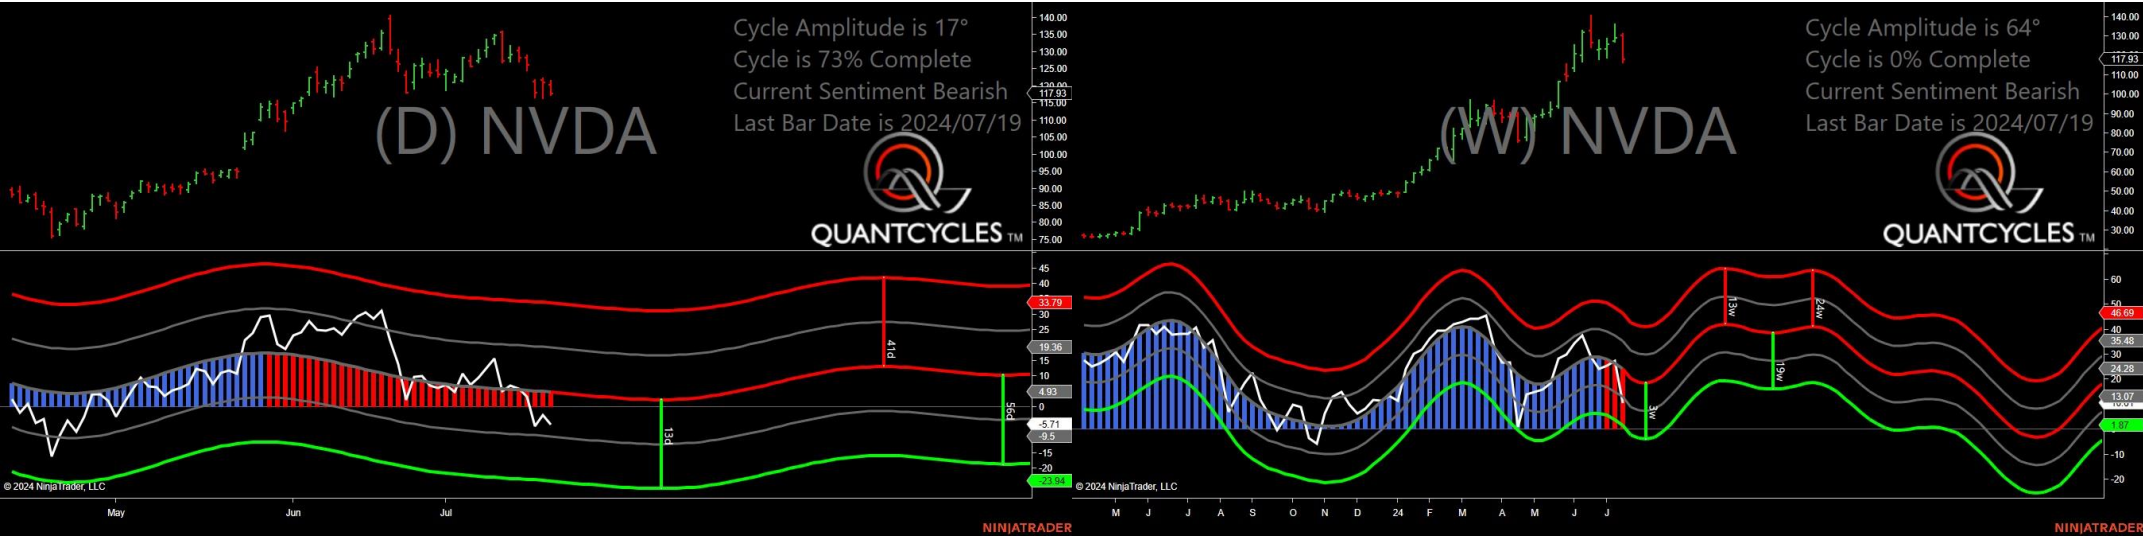 Cycle Amplitude is 17°
Cycle is 73% Complete
Current Sentiment Bearish
Last Bar Date is 2024/07/19
(D) NVDA
QUANTCYCLES TM
140.00
135.00
130.00
125.00
117.93
115.00
110.00
105.00
100.00
95.00
90.00
85.00
80.00
75.00
45
40
33.79
30
25
19.36
15
10
4.93
0
-5.71
-9.5
-15
-20
-23.94
41d
13d
56d
© 2024 NinjaTrader, LLC
May Jun Jul
NINJATRADER
Cycle Amplitude is 64°
Cycle is 0% Complete
Current Sentiment Bearish
Last Bar Date is 2024/07/19
(W) NVDA
QUANTCYCLES TM
140.00
130.00
117.93
110.00
100.00
90.00
80.00
70.00
60.00
50.00
40.00
30.00
60
50
46.69
40
35.48
30
24.28
20
13.07
1.87
-10
-20
13w
24w
19w
3w
© 2024 NinjaTrader, LLC
M J J A S O N D 24 F M A M J J
NINJATRADER